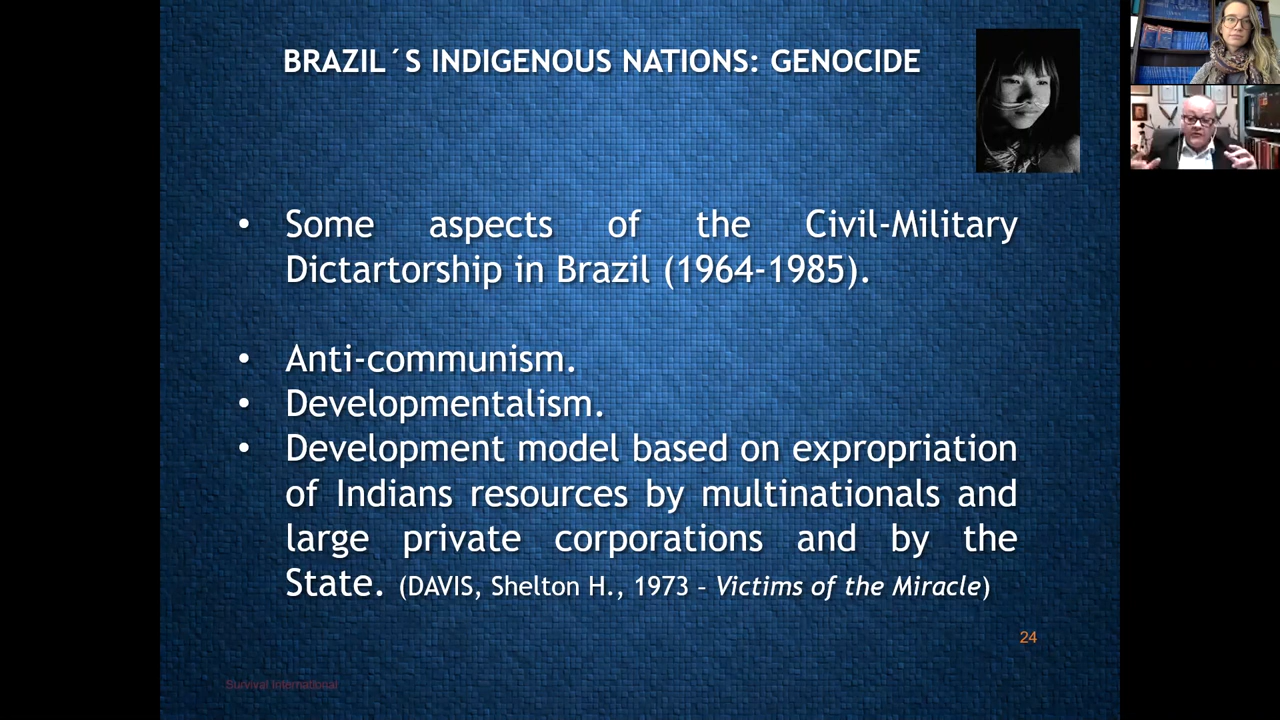 BRAZIL ´S INDIGENOUS NATIONS: GENOCIDE
• Some aspects of the Civil-Military
Dictartorship in Brazil (1964-1985).
• Anti-communism.
• Developmentalism.
• Development model based on expropriation
of Indians resources by multinationals and
large private corporations and by the
State. (DAVIS, Shelton H., 1973 – Victims of the Miracle)
24
Survival International